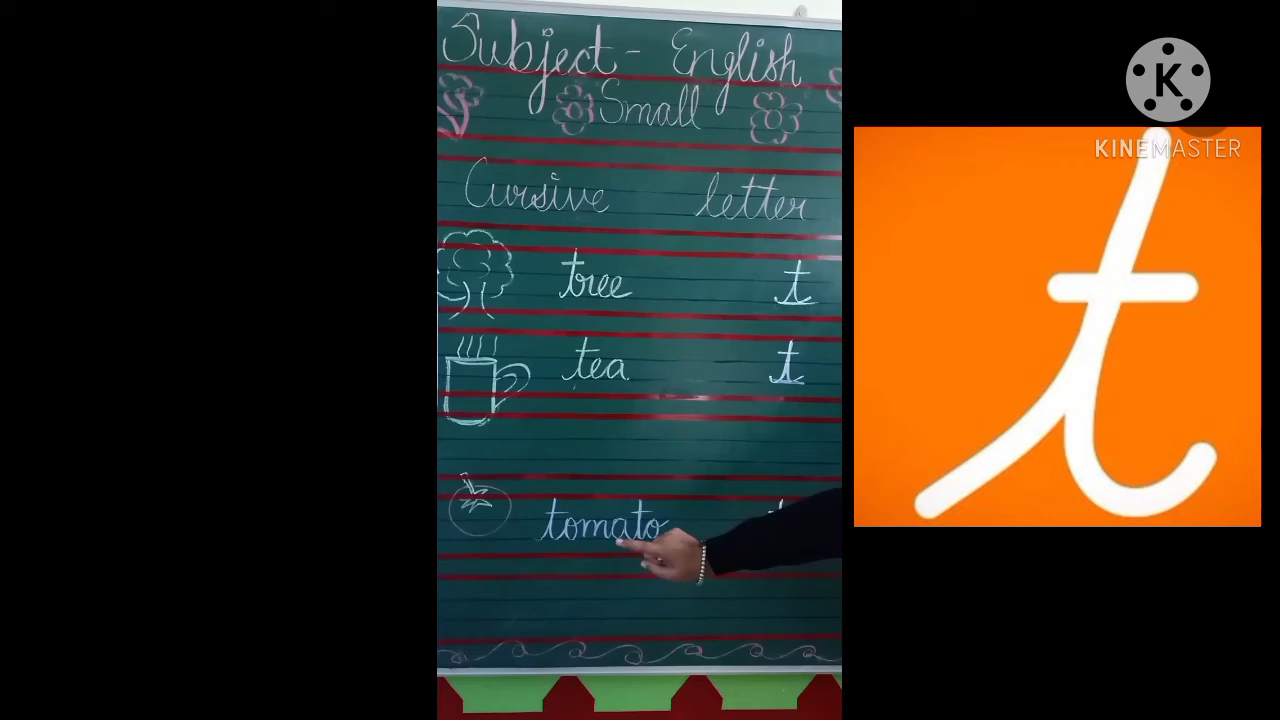 Subject - English
Small
Cursive letter
tree t
tea t
tomato
K
KINEMASTER
t